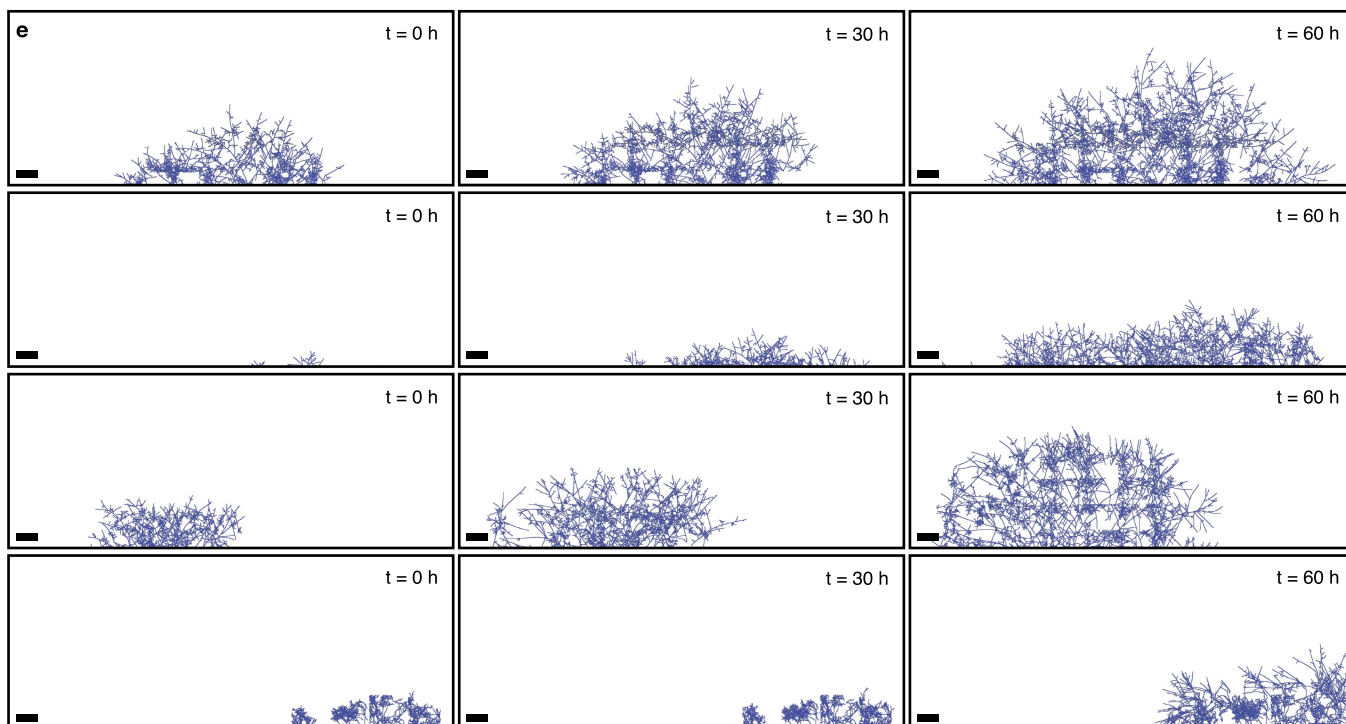 e
t = 0 h
t = 30 h
t = 60 h
t = 0 h
t = 30 h
t = 60 h
t = 0 h
t = 30 h
t = 60 h
t = 0 h
t = 30 h
t = 60 h